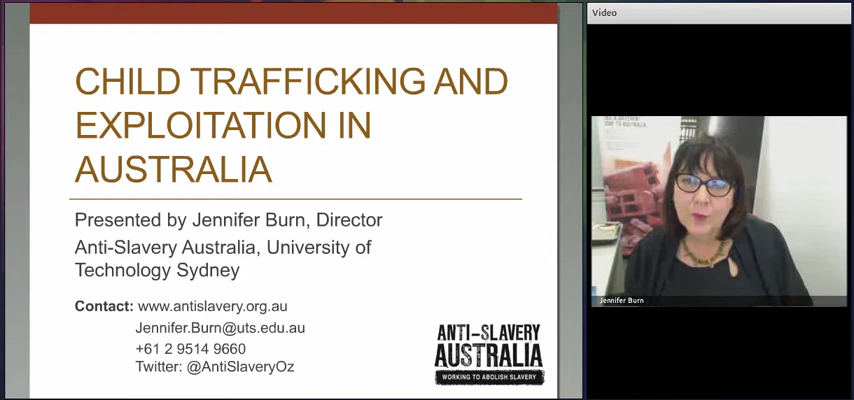 CHILD TRAFFICKING AND
EXPLOITATION IN
AUSTRALIA
Presented by Jennifer Burn, Director
Anti-Slavery Australia, University of
Technology Sydney
Contact: www.antislavery.org.au
Jennifer.Burn@uts.edu.au
+61 2 9514 9660
Twitter: @AntiSlaveryOz
ANTI-SLAVERY
AUSTRALIA
WORKING TO ABOLISH SLAVERY
Video
Jennifer Burn